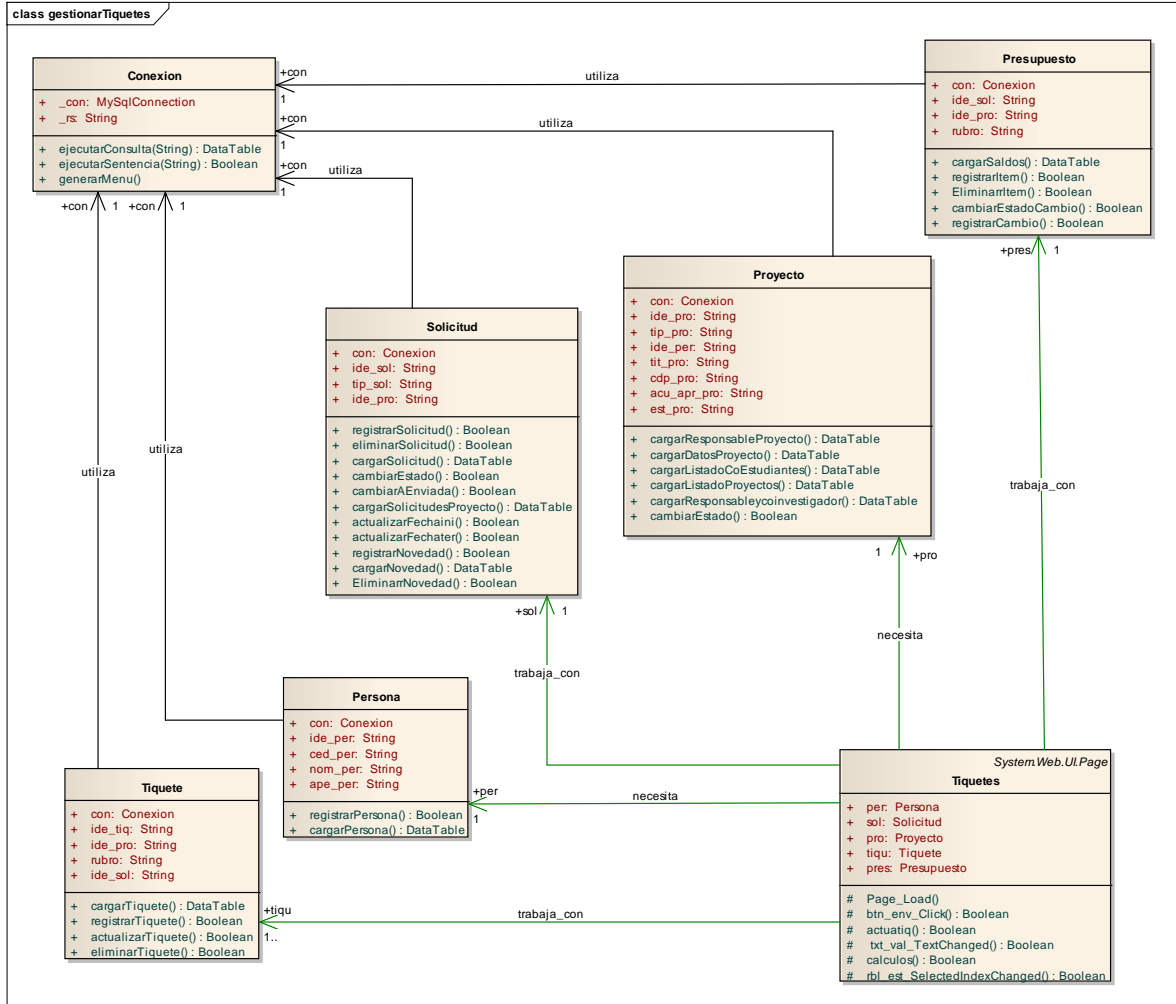 class gestionarTiquetes
Conexion
+ _con: MySqlConnection
+ _rs: String
+ ejecutarConsulta(String) : DataTable
+ ejecutarSentencia(String) : Boolean
+ generarMenu()
+con
1
utiliza
+con
1
utiliza
+con
1
utiliza
+con
1
+con
1
Presupuesto
+ con: Conexion
+ ide_sol: String
+ ide_pro: String
+ rubro: String
+ cargarSaldos() : DataTable
+ registrarItem() : Boolean
+ EliminarrItem() : Boolean
+ cambiarEstadoCambio() : Boolean
+ registrarCambio() : Boolean
+pres
1
Proyecto
+ con: Conexion
+ ide_pro: String
+ tip_pro: String
+ ide_per: String
+ tit_pro: String
+ cdp_pro: String
+ acu_apr_pro: String
+ est_pro: String
+ cargarResponsableProyecto() : DataTable
+ cargarDatosProyecto() : DataTable
+ cargarListadoCoEstudiantes() : DataTable
+ cargarListadoProyectos() : DataTable
+ cargarResponsableycoinvestigador() : DataTable
+ cambiarEstado() : Boolean
1
+pro
Solicitud
+ con: Conexion
+ ide_sol: String
+ tip_sol: String
+ ide_pro: String
+ registrarSolicitud() : Boolean
+ eliminarSolicitud() : Boolean
+ cargarSolicitud() : DataTable
+ cambiarEstado() : Boolean
+ cambiarAEnviada() : Boolean
+ cargarSolicitudesProyecto() : DataTable
+ actualizarFechaini() : Boolean
+ actualizarFechater() : Boolean
+ registrarNovedad() : Boolean
+ cargarNovedad() : DataTable
+ EliminarrNovedad() : Boolean
+sol
1
utiliza
utiliza
trabaja_con
necesita
trabaja_con
Persona
+ con: Conexion
+ ide_per: String
+ ced_per: String
+ nom_per: String
+ ape_per: String
+ registrarPersona() : Boolean
+ cargarPersona() : DataTable
+per
1
necesita
Tiquete
+ con: Conexion
+ ide_tiq: String
+ ide_pro: String
+ rubro: String
+ ide_sol: String
+ cargarTiquete() : DataTable
+ registrarTiquete() : Boolean
+ actualizarTiquete() : Boolean
+ eliminarTiquete() : Boolean
+tiqu
1..
trabaja_con
System.Web.UI.Page
Tiquetes
+ per: Persona
+ sol: Solicitud
+ pro: Proyecto
+ tiqu: Tiquete
+ pres: Presupuesto
# Page_Load()
# btn_env_Click() : Boolean
# actuatiq() : Boolean
# txt_val_TextChanged() : Boolean
# calculos() : Boolean
# rbl_est_SelectedIndexChanged() : Boolean